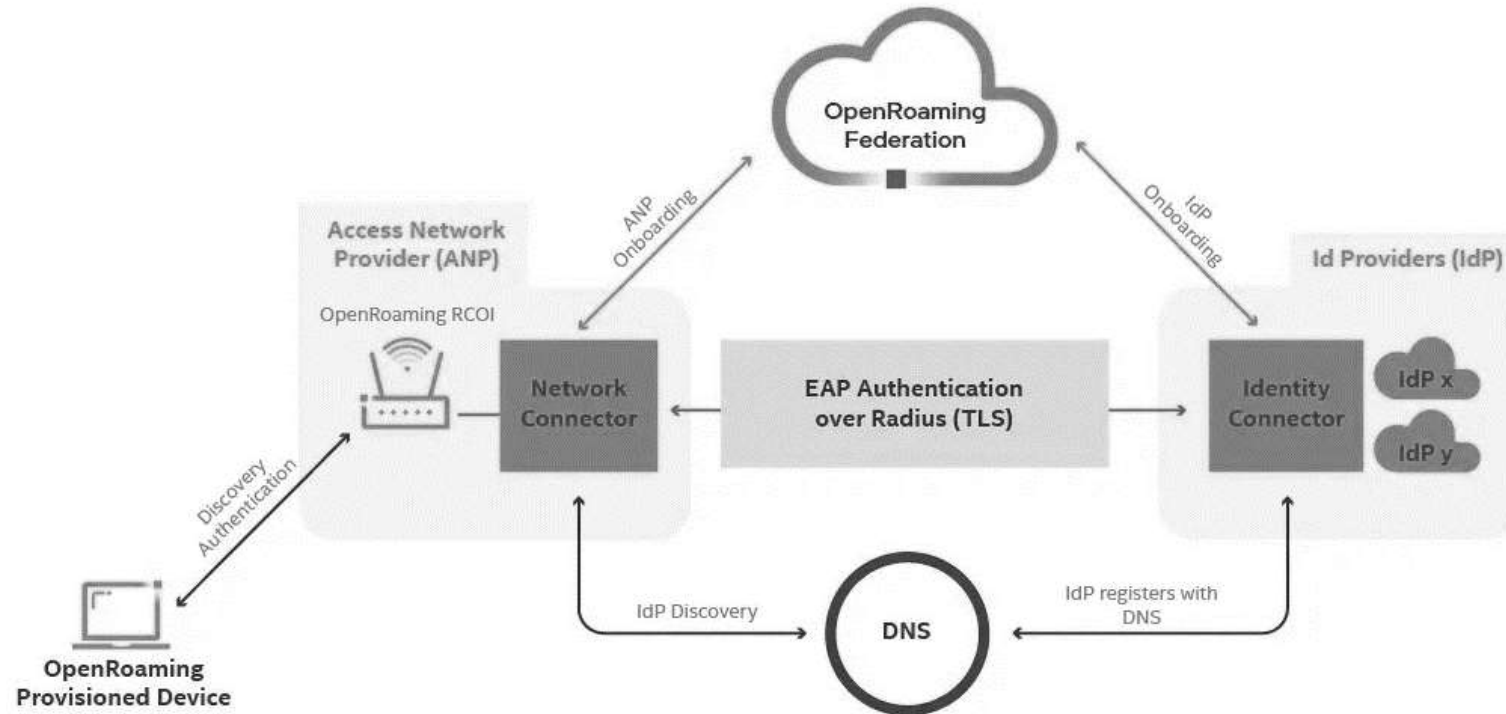 OpenRoaming
Federation
ANP
Onboarding
IdP
Onboarding
Access Network
Provider (ANP)
Id Providers (IdP)
OpenRoaming RCOI
Network
Connector
EAP Authentication
over Radius (TLS)
Identity
Connector
IdP x
IdP y
Discovery
Authentication
IdP Discovery
DNS
IdP registers with
DNS
OpenRoaming
Provisioned Device